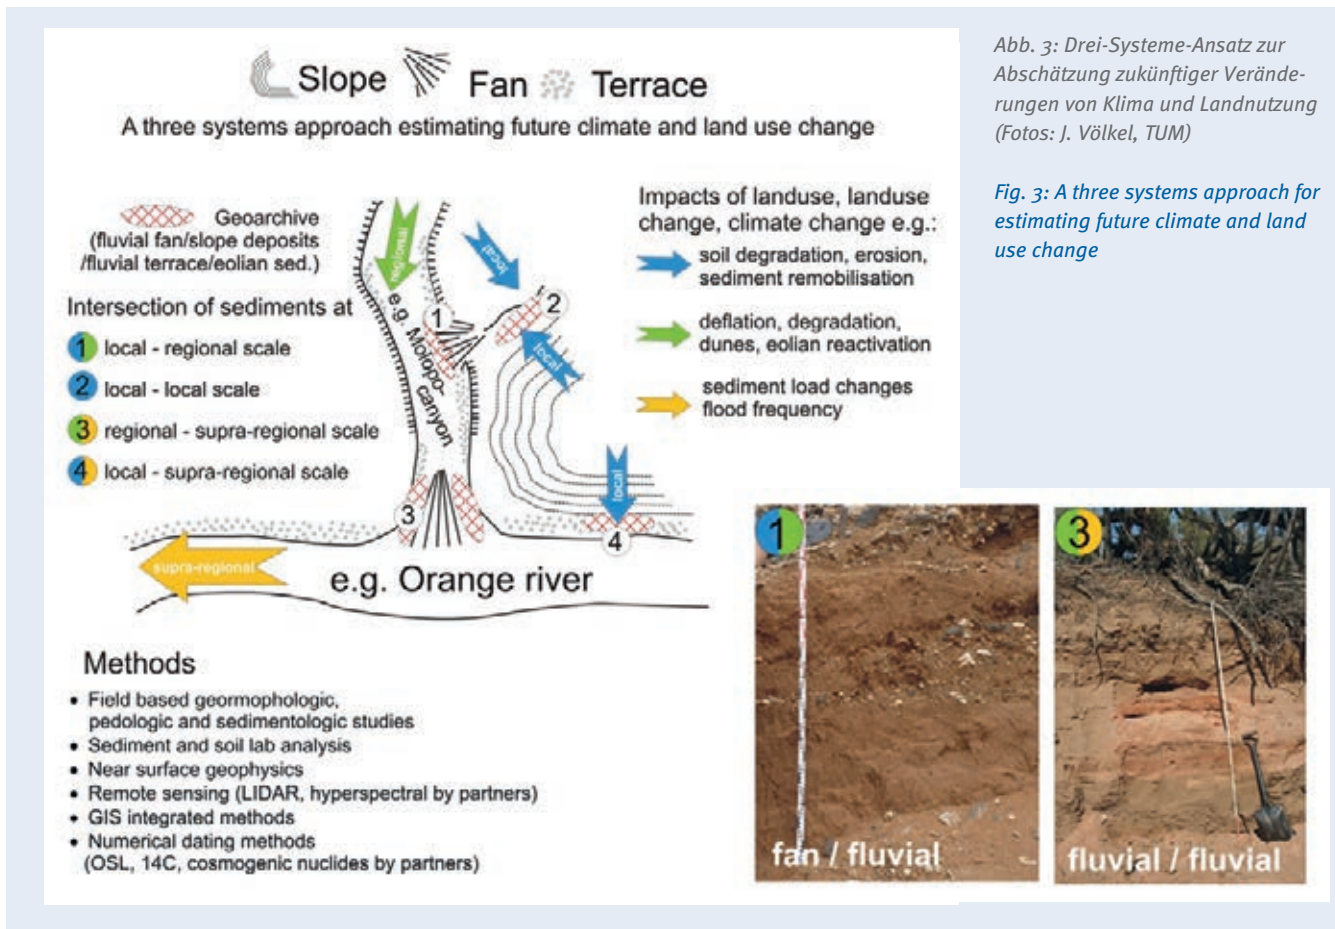 Slope Fan Terrace
A three systems approach estimating future climate and land use change
Geoarchive
(fluvial fan/slope deposits
/fluvial terrace/eolian sed.)
Intersection of sediments at
1 local - regional scale
2 local - local scale
3 regional - supra-regional scale
4 local - supra-regional scale
regional
local
1
2
local
e.g. Molopo-
canyon
local
3
4
supra-regional
e.g. Orange river
Impacts of landuse, landuse
change, climate change e.g.:
soil degradation, erosion,
sediment remobilisation
deflation, degradation,
dunes, eolian reactivation
sediment load changes
flood frequency
Methods
• Field based geormophologic,
pedologic and sedimentologic studies
• Sediment and soil lab analysis
• Near surface geophysics
• Remote sensing (LIDAR, hyperspectral by partners)
• GIS integrated methods
• Numerical dating methods
(OSL, 14C, cosmogenic nuclides by partners)
1
fan / fluvial
3
fluvial / fluvial
Abb. 3: Drei-Systeme-Ansatz zur
Abschätzung zukünftiger Verände-
rungen von Klima und Landnutzung
(Fotos: J. Völkel, TUM)
Fig. 3: A three systems approach for
estimating future climate and land
use change